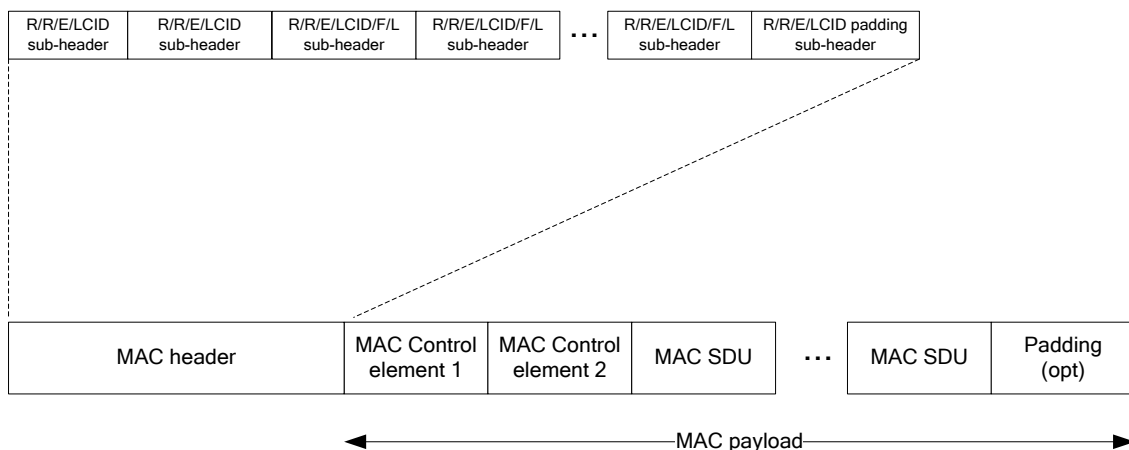 R/R/E/LCID
sub-header
R/R/E/LCID
sub-header
R/R/E/LCID/F/L
sub-header
R/R/E/LCID/F/L
sub-header
...
R/R/E/LCID/F/L
sub-header
R/R/E/LCID padding
sub-header
MAC header
MAC Control
element 1
MAC Control
element 2
MAC SDU
...
MAC SDU
Padding
(opt)
MAC payload